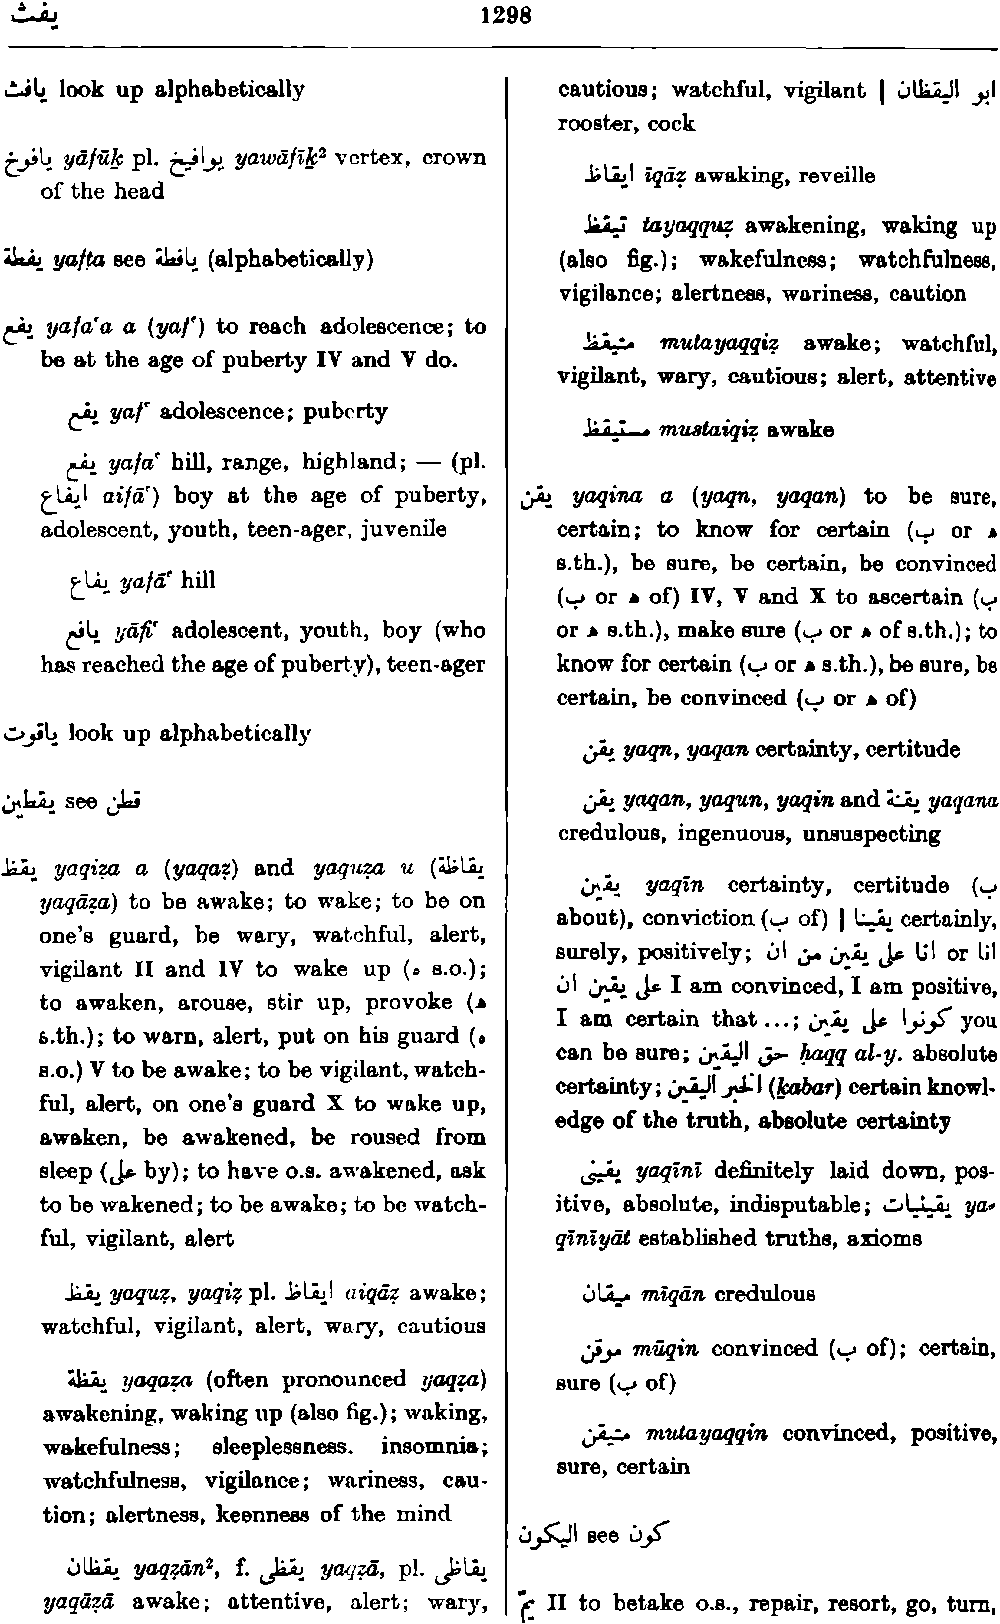 يفث 1298
يافث look up alphabetically
يافوخ yāfūḵ pl. يوافيخ yawāfīḵ² vertex, crown
of the head
يفطة yafṭa see يافطة (alphabetically)
يفع yafaʿa a (yafʿ) to reach adolescence; to
be at the age of puberty IV and V do.
يفع yafʿ adolescence; puberty
يفع yafaʿ hill, range, highland; — (pl.
ايفاع aifāʿ) boy at the age of puberty,
adolescent, youth, teen-ager, juvenile
يفاع yafāʿ hill
يافع yāfiʿ adolescent, youth, boy (who
has reached the age of puberty), teen-ager
ياقوت look up alphabetically
يقطين see قطن
يقظ yaqiẓa a (yaqaẓ) and yaquẓa u (يقاظة
yaqāẓa) to be awake; to wake; to be on
one's guard, be wary, watchful, alert,
vigilant II and IV to wake up (ه s.o.);
to awaken, arouse, stir up, provoke (ﻫ
s.th.); to warn, alert, put on his guard (ه
s.o.) V to be awake; to be vigilant, watch-
ful, alert, on one's guard X to wake up,
awaken, be awakened, be roused from
sleep (على by); to have o.s. awakened, ask
to be wakened; to be awake; to be watch-
ful, vigilant, alert
يقظ yaquẓ, yaqiẓ pl. ايقاظ aiqāẓ awake;
watchful, vigilant, alert, wary, cautious
يقظة yaqaẓa (often pronounced yaqẓa)
awakening, waking up (also fig.); waking,
wakefulness; sleeplessness. insomnia;
watchfulness, vigilance; wariness, cau-
tion; alertness, keenness of the mind
يقظان yaqẓān², f. يقظى yaqẓā, pl. يقاظى
yaqāẓā awake; attentive, alert; wary,
cautious; watchful, vigilant | ابو اليقظان
rooster, cock
ايقاظ īqāẓ awaking, reveille
تيقظ tayaqquẓ awakening, waking up
(also fig.); wakefulness; watchfulness,
vigilance; alertness, wariness, caution
متيقظ mutayaqqiẓ awake; watchful,
vigilant, wary, cautious; alert, attentive
مستيقظ mustaiqiẓ awake
يقن yaqina a (yaqn, yaqan) to be sure,
certain; to know for certain (ب or ﻫ
s.th.), be sure, be certain, be convinced
(ب or ﻫ of) IV, V and X to ascertain (ب
or ﻫ s.th.), make sure (ب or ﻫ of s.th.); to
know for certain (ب or ﻫ s.th.), be sure, be
certain, be convinced (ب or ﻫ of)
يقن yaqn, yaqan certainty, certitude
يقن yaqan, yaqun, yaqin and يقنة yaqana
credulous, ingenuous, unsuspecting
يقين yaqīn certainty, certitude (ب
about), conviction (ب of) | يقينا certainly,
surely, positively; انا على يقين من ان or انا
على يقين ان I am convinced, I am positive,
I am certain that ...; كونوا على يقين you
can be sure; حق اليقين ḥaqq al-y. absolute
certainty; الخبر اليقين (ḵabar) certain knowl-
edge of the truth, absolute certainty
يقيني yaqīnī definitely laid down, pos-
itive, absolute, indisputable; يقينيات ya-
qīnīyāt established truths, axioms
ميقان mīqān credulous
موقن mūqin convinced (ب of); certain,
sure (ب of)
متيقن mutayaqqin convinced, positive,
sure, certain
اليكون see كون
يمّ II to betake o.s., repair, resort, go, turn,